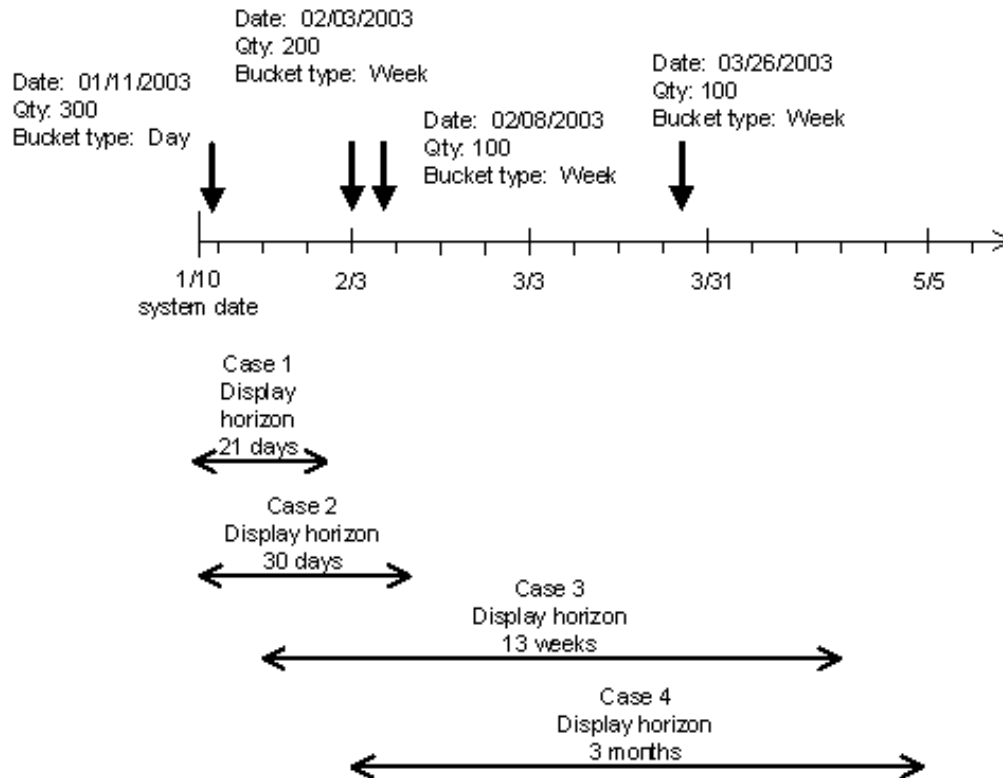 Date: 02/03/2003
Qty: 200
Bucket type: Week
Date: 01/11/2003
Qty: 300
Bucket type: Day
Date: 02/08/2003
Qty: 100
Bucket type: Week
Date: 03/26/2003
Qty: 100
Bucket type: Week
1/10
system date
2/3
3/3
3/31
5/5
Case 1
Display
horizon
21 days
Case 2
Display horizon
30 days
Case 3
Display horizon
13 weeks
Case 4
Display horizon
3 months